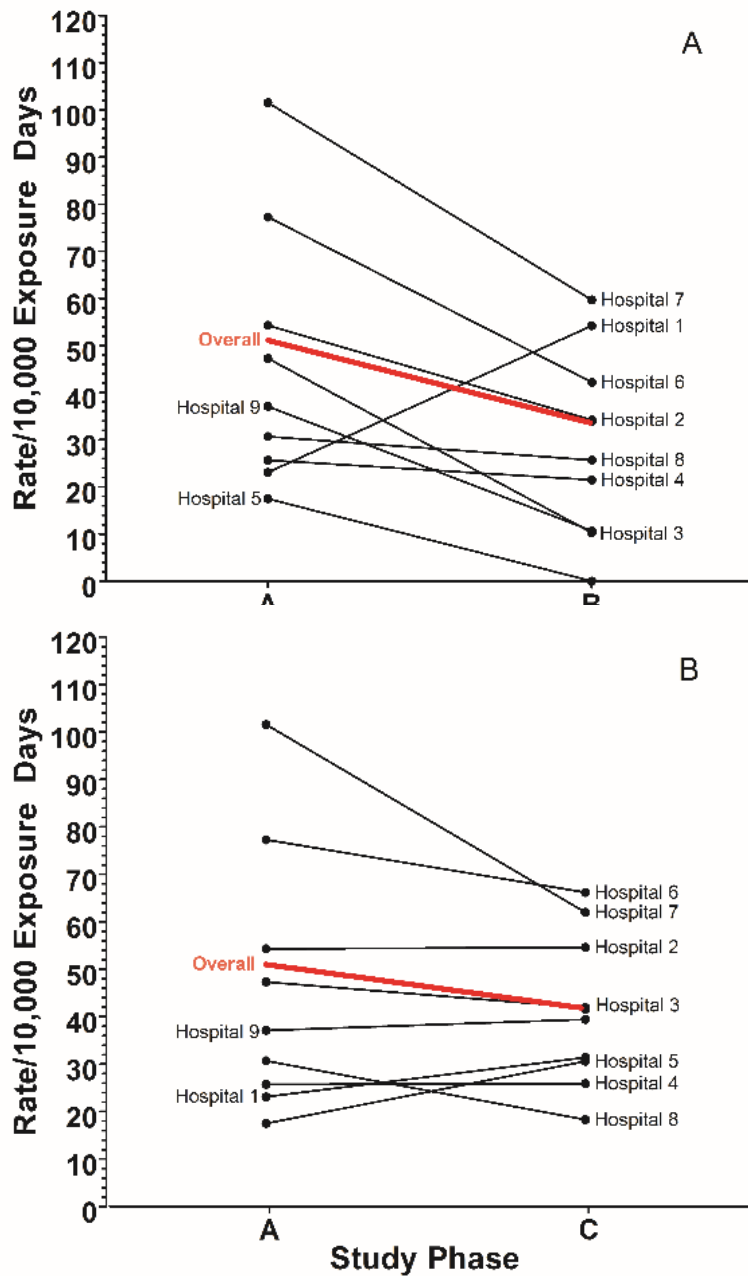 A
Rate/10,000 Exposure Days
120
110
100
90
80
70
60
50
40
30
20
10
0
Overall
Hospital 9
Hospital 5
Hospital 7
Hospital 1
Hospital 6
Hospital 2
Hospital 8
Hospital 4
Hospital 3
A
B
B
Rate/10,000 Exposure Days
120
110
100
90
80
70
60
50
40
30
20
10
0
Overall
Hospital 9
Hospital 1
Hospital 6
Hospital 7
Hospital 2
Hospital 3
Hospital 5
Hospital 4
Hospital 8
A
C
Study Phase